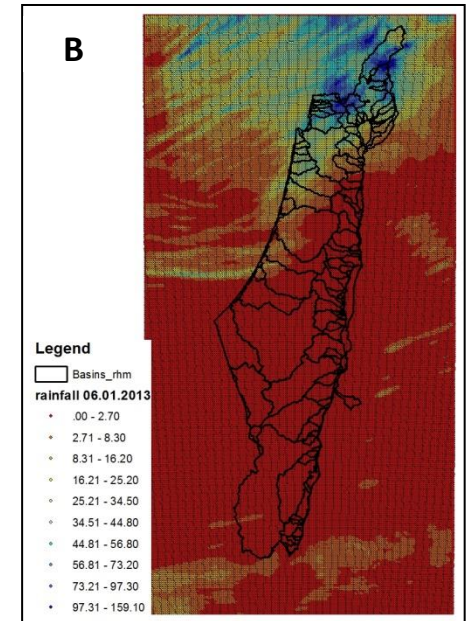 B
Legend
Basins_rhm
rainfall 06.01.2013
.00 - 2.70
2.71 - 8.30
8.31 - 16.20
16.21 - 25.20
25.21 - 34.50
34.51 - 44.80
44.81 - 56.80
56.81 - 73.20
73.21 - 97.30
97.31 - 159.10